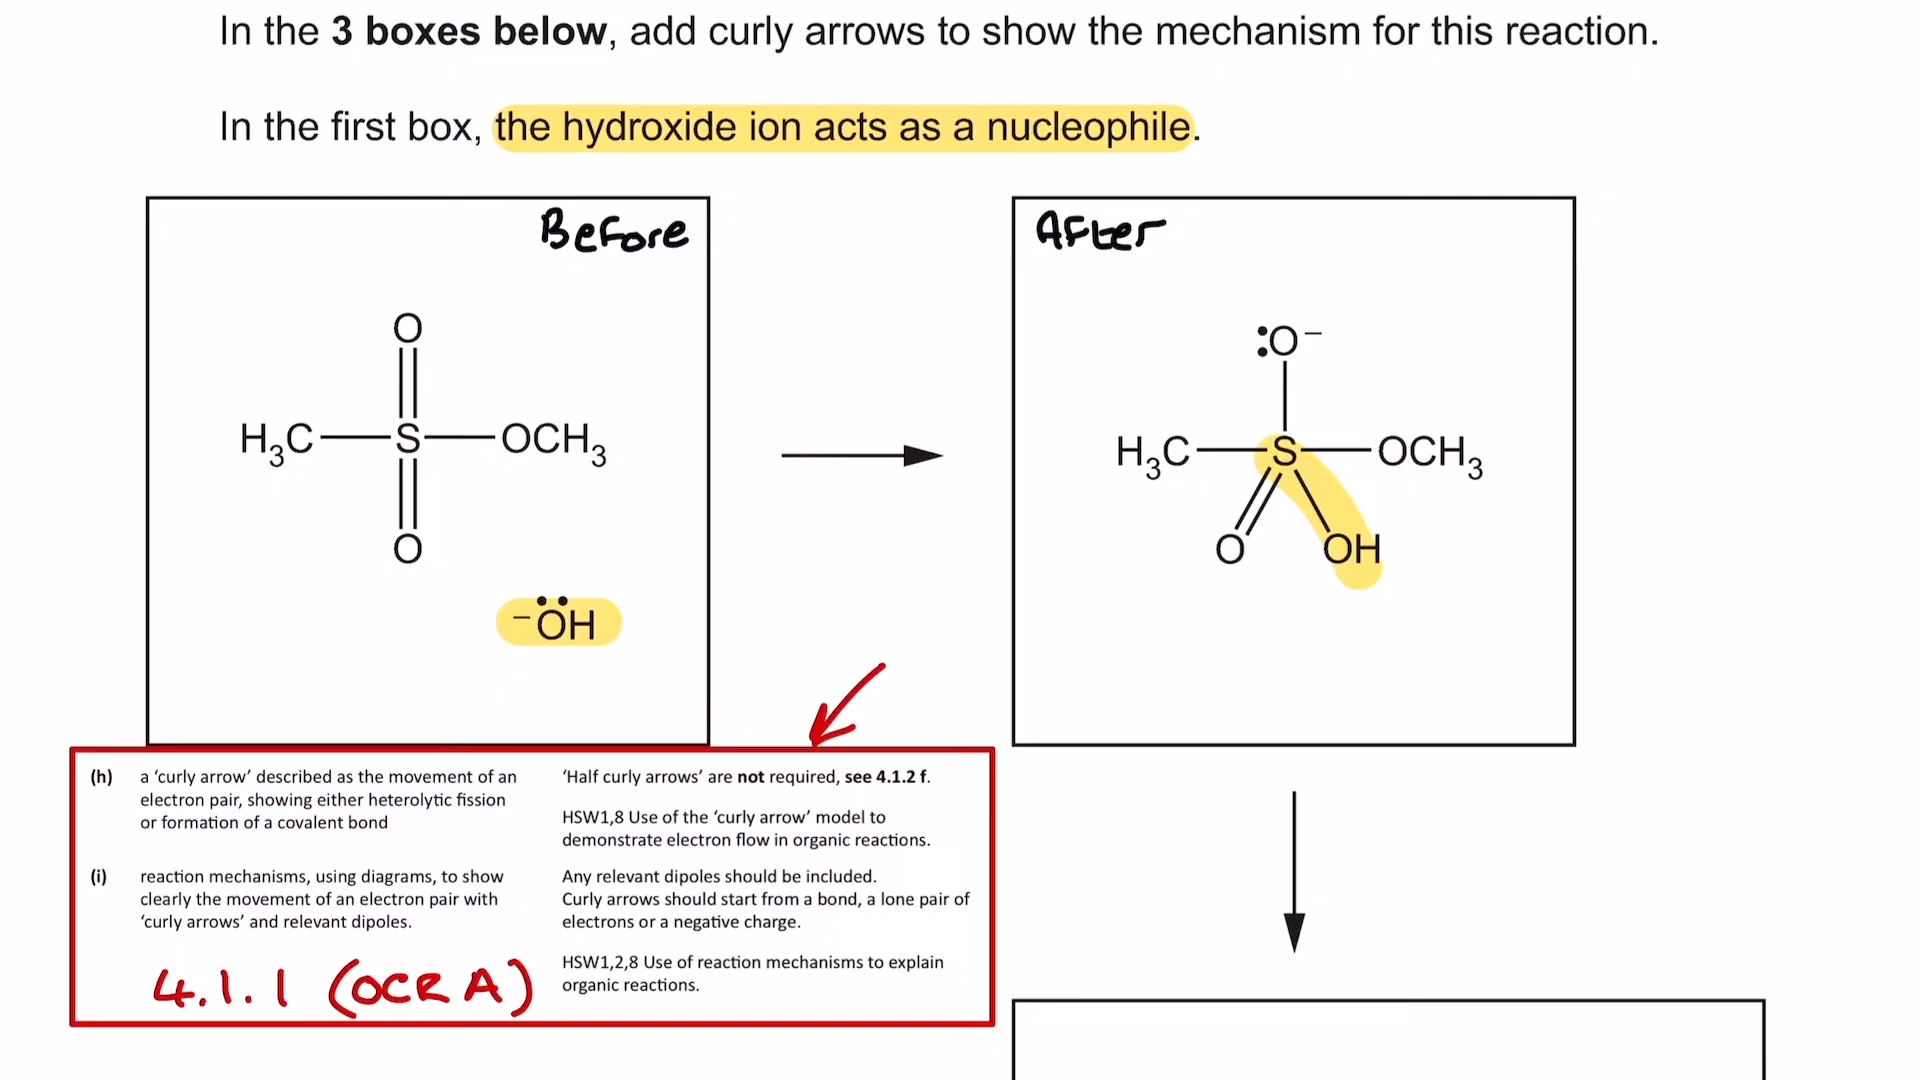 In the 3 boxes below, add curly arrows to show the mechanism for this reaction.
In the first box, the hydroxide ion acts as a nucleophile.
Before
O
H₃C S OCH₃
O
⁻ÖH
After
:O⁻
H₃C S OCH₃
O OH
(h) a ‘curly arrow’ described as the movement of an
electron pair, showing either heterolytic fission
or formation of a covalent bond
‘Half curly arrows’ are not required, see 4.1.2 f.
HSW1,8 Use of the ‘curly arrow’ model to
demonstrate electron flow in organic reactions.
(i) reaction mechanisms, using diagrams, to show
clearly the movement of an electron pair with
‘curly arrows’ and relevant dipoles.
Any relevant dipoles should be included.
Curly arrows should start from a bond, a lone pair of
electrons or a negative charge.
HSW1,2,8 Use of reaction mechanisms to explain
organic reactions.
4.1.1 (OCR A)